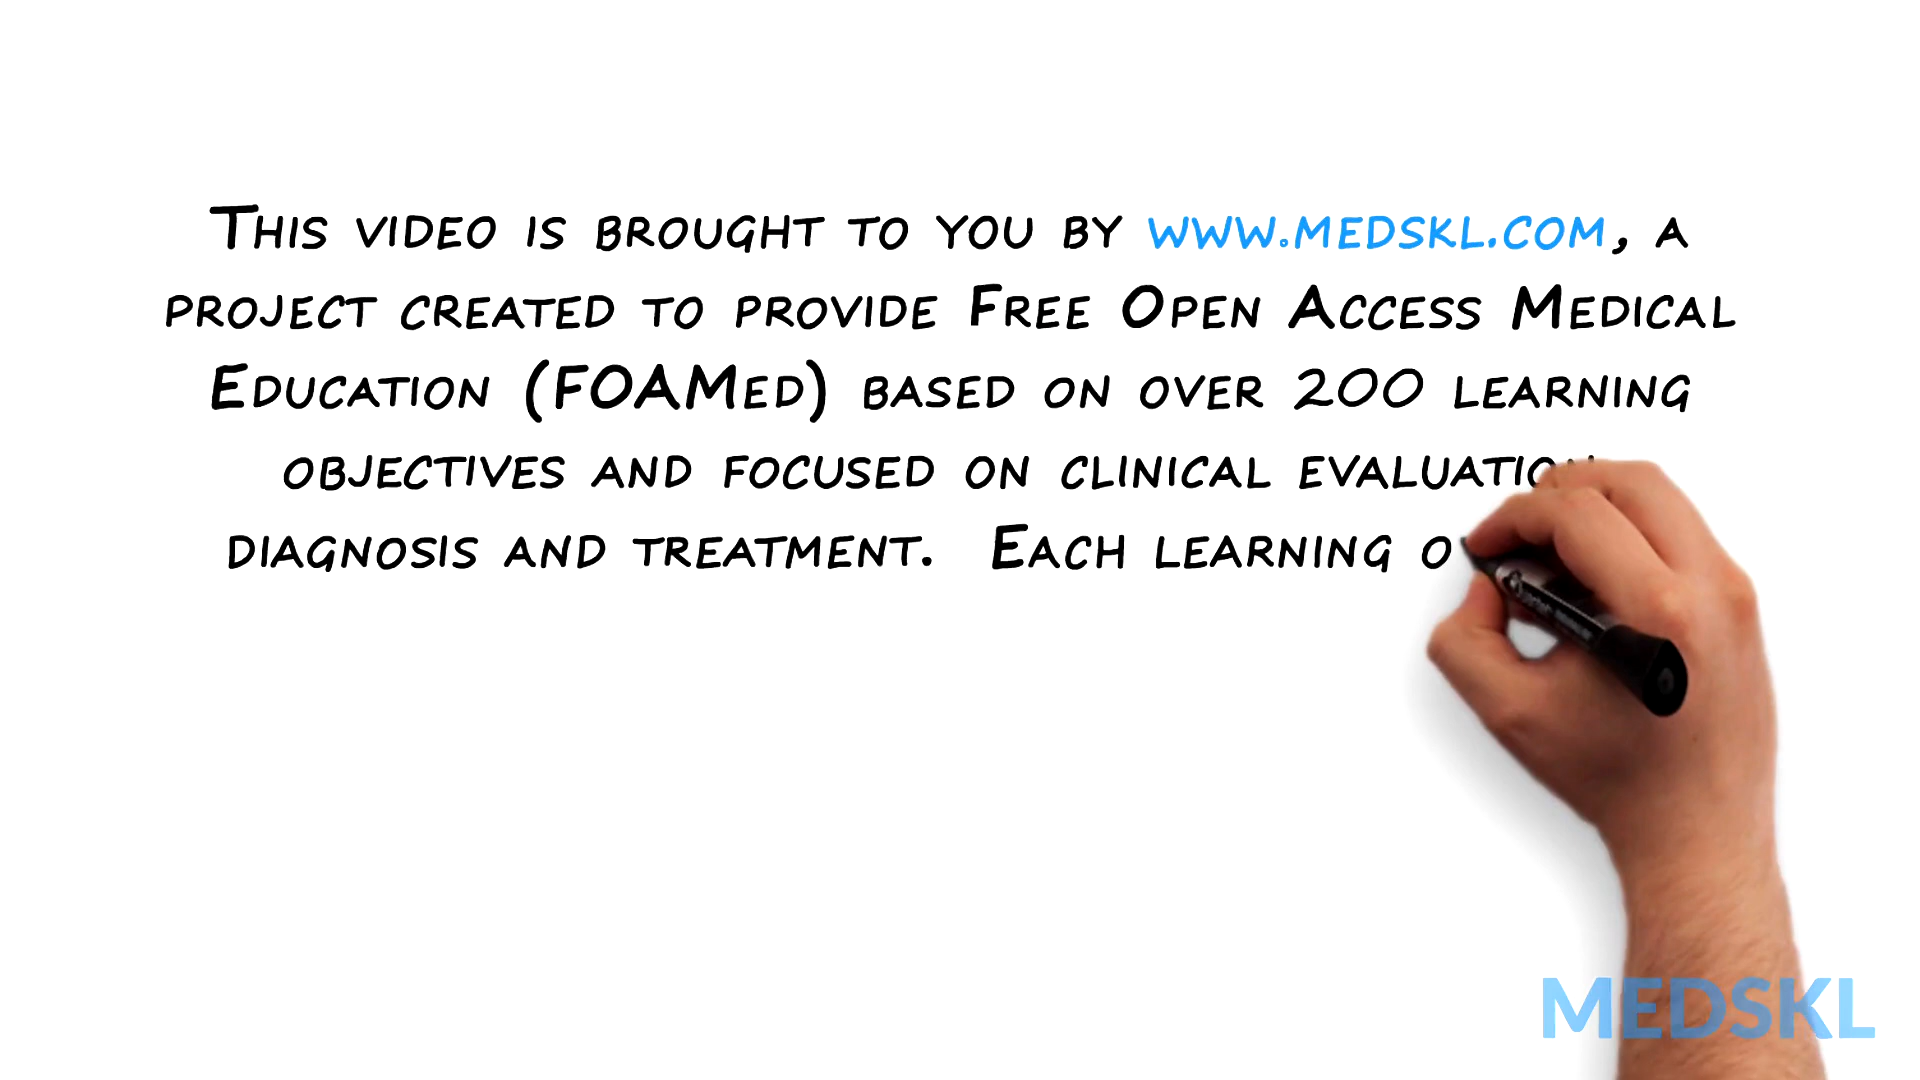 This video is brought to you by www.medskl.com, a
project created to provide Free Open Access Medical
Education (FOAMed) based on over 200 learning
objectives and focused on clinical
diagnosis and treatment. Each learning
MEDSKL